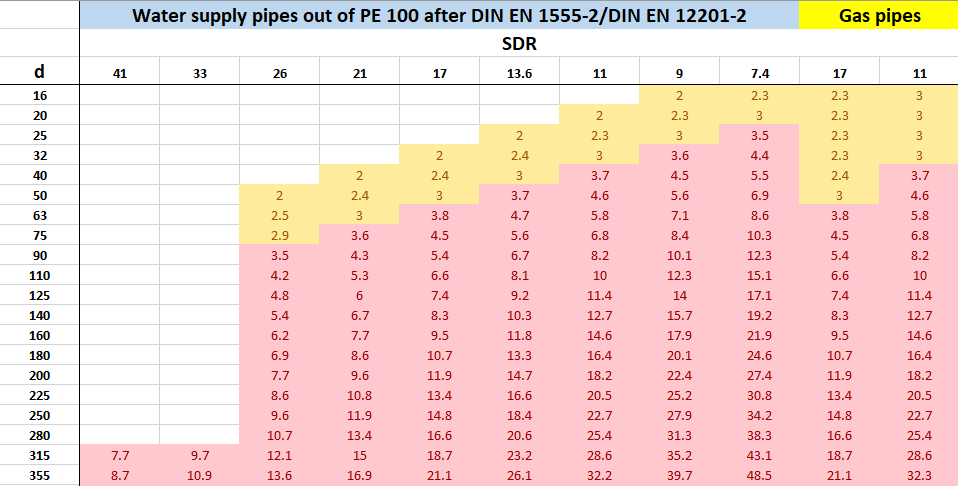 Water supply pipes out of PE 100 after DIN EN 1555-2/DIN EN 12201-2 Gas pipes
SDR
d 41 33 26 21 17 13.6 11 9 7.4 17 11
16 2 2.3 2.3 3
20 2 2.3 3 2.3 3
25 2 2.3 3 3.5 2.3 3
32 2 2.4 3 3.6 4.4 2.3 3
40 2 2.4 3 3.7 4.5 5.5 2.4 3.7
50 2 2.4 3 3.7 4.6 5.6 6.9 3 4.6
63 2.5 3 3.8 4.7 5.8 7.1 8.6 3.8 5.8
75 2.9 3.6 4.5 5.6 6.8 8.4 10.3 4.5 6.8
90 3.5 4.3 5.4 6.7 8.2 10.1 12.3 5.4 8.2
110 4.2 5.3 6.6 8.1 10 12.3 15.1 6.6 10
125 4.8 6 7.4 9.2 11.4 14 17.1 7.4 11.4
140 5.4 6.7 8.3 10.3 12.7 15.7 19.2 8.3 12.7
160 6.2 7.7 9.5 11.8 14.6 17.9 21.9 9.5 14.6
180 6.9 8.6 10.7 13.3 16.4 20.1 24.6 10.7 16.4
200 7.7 9.6 11.9 14.7 18.2 22.4 27.4 11.9 18.2
225 8.6 10.8 13.4 16.6 20.5 25.2 30.8 13.4 20.5
250 9.6 11.9 14.8 18.4 22.7 27.9 34.2 14.8 22.7
280 10.7 13.4 16.6 20.6 25.4 31.3 38.3 16.6 25.4
315 7.7 9.7 12.1 15 18.7 23.2 28.6 35.2 43.1 18.7 28.6
355 8.7 10.9 13.6 16.9 21.1 26.1 32.2 39.7 48.5 21.1 32.3